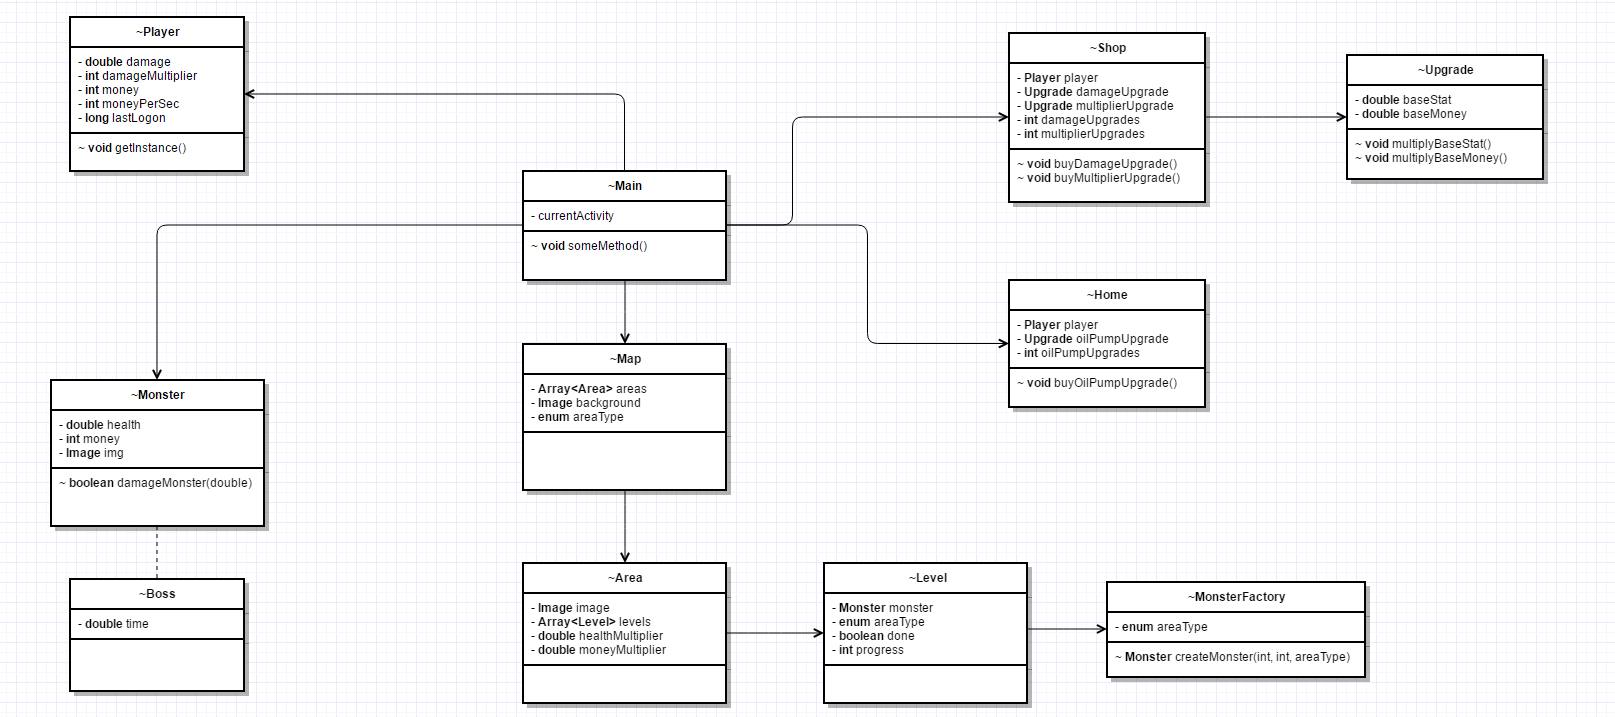 ~Player
- double damage
- int damageMultiplier
- int money
- int moneyPerSec
- long lastLogon
~ void getInstance()
~Main
- currentActivity
~ void someMethod()
~Shop
- Player player
- Upgrade damageUpgrade
- Upgrade multiplierUpgrade
- int damageUpgrades
- int multiplierUpgrades
~ void buyDamageUpgrade()
~ void buyMultiplierUpgrade()
~Upgrade
- double baseStat
- double baseMoney
~ void multiplyBaseStat()
~ void multiplyBaseMoney()
~Home
- Player player
- Upgrade oilPumpUpgrade
- int oilPumpUpgrades
~ void buyOilPumpUpgrade()
~Map
- Array<Area> areas
- Image background
- enum areaType
~Monster
- double health
- int money
- Image img
~ boolean damageMonster(double)
~Boss
- double time
~Area
- Image image
- Array<Level> levels
- double healthMultiplier
- double moneyMultiplier
~Level
- Monster monster
- enum areaType
- boolean done
- int progress
~MonsterFactory
- enum areaType
~ Monster createMonster(int, int, areaType)